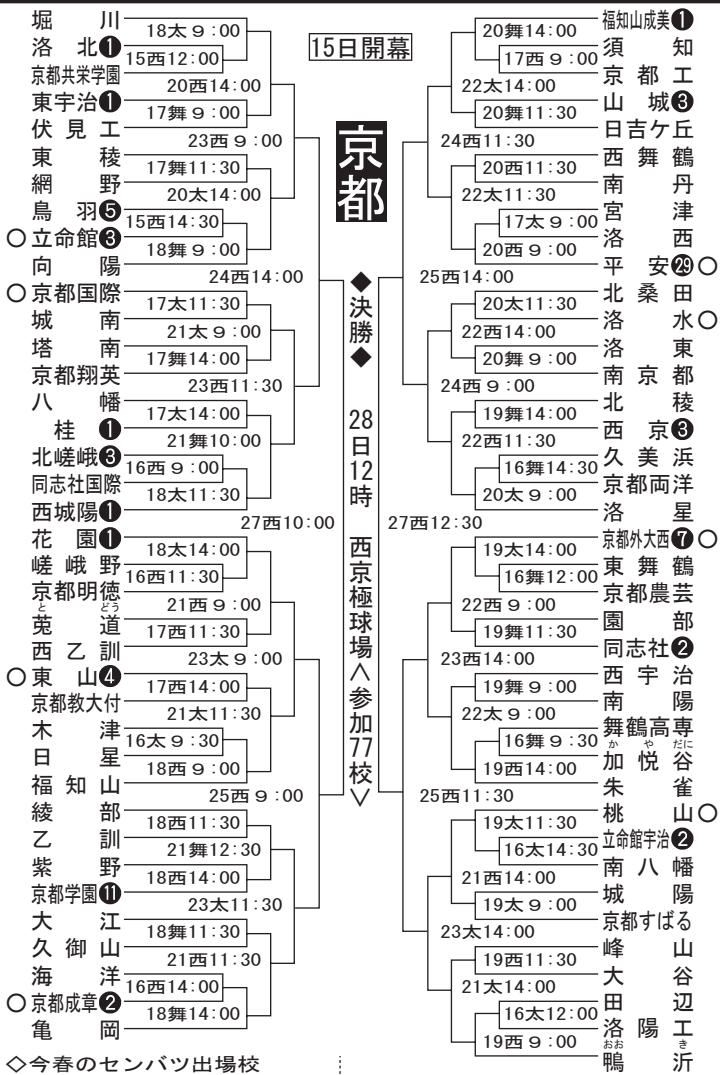 15日開幕
京都
◆決勝◆ 28日12時 西京極球場〈参加77校〉
堀川
洛北❶
京都共栄学園
東宇治❶
伏見工
東稜
網野
鳥羽❺
○立命館❸
向陽
○京都国際
城南
塔南
京都翔英
八幡
桂❶
北嵯峨❸
同志社国際
西城陽❶
花園❶
嵯峨野
京都明徳
莵道
と どう
西乙訓
○東山❹
京都教大付
木津
日星
福知山
綾部
乙訓
紫野
京都学園⓫
大江
久御山
海洋
○京都成章❷
亀岡
18太9:00
15西12:00
20西14:00
17舞9:00
23西9:00
17舞11:30
20太14:00
15西14:30
18舞9:00
24西14:00
17太11:30
21太9:00
17舞14:00
23西11:30
17太14:00
21舞10:00
16西9:00
18太11:30
27西10:00
18太14:00
16西11:30
21西9:00
17西11:30
23太9:00
17西14:00
21太11:30
16太9:30
18西9:00
25西9:00
18西11:30
21舞12:30
18西14:00
23太11:30
18舞11:30
21西11:30
16西14:00
18舞14:00
福知山成美❶
須知
京都工
山城❸
日吉ケ丘
西舞鶴
南丹
宮津
洛西
平安㉙○
北桑田
洛水○
洛東
南京都
北稜
西京❸
久美浜
京都両洋
洛星
京都外大西❼○
東舞鶴
京都農芸
園部
同志社❷
西宇治
南陽
舞鶴高専
か や だに
加悦谷
朱雀
桃山○
立命館宇治❷
南八幡
城陽
京都すばる
峰山
大谷
田辺
洛陽工
おお き
鴨沂
20舞14:00
17西9:00
22太14:00
20舞11:30
24西11:30
20西11:30
22太11:30
17太9:00
20西9:00
25西14:00
20太11:30
22西14:00
20舞9:00
24西9:00
19舞14:00
22西11:30
16舞14:30
20太9:00
27西12:30
19太14:00
16舞12:00
22西9:00
19舞11:30
23西14:00
19舞9:00
22太9:00
16舞9:30
19西14:00
25西11:30
19太11:30
16太14:30
21西14:00
19太9:00
23太14:00
19西11:30
21太14:00
16太12:00
19西9:00
◇今春のセンバツ出場校